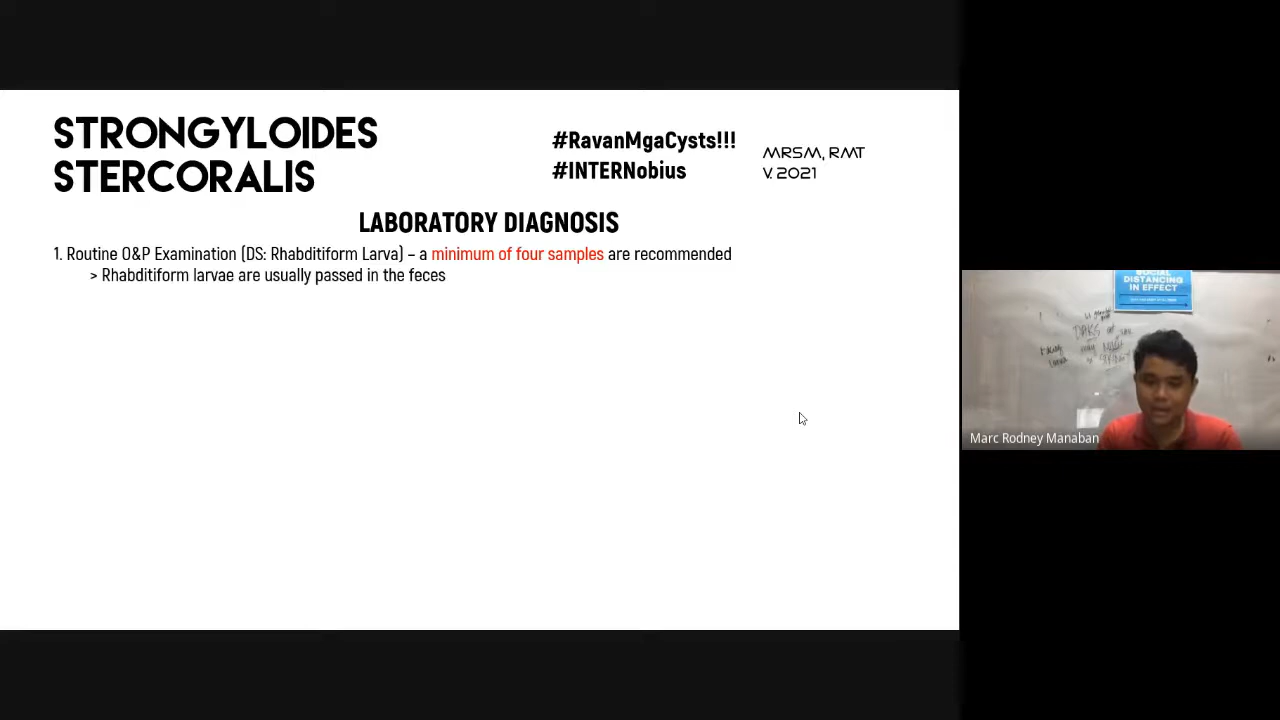 STRONGYLOIDES
STERCORALIS
#RavanMgaCysts!!!
#INTERNobius
MRSM, RMT
V. 2021
LABORATORY DIAGNOSIS
1. Routine O&P Examination (DS: Rhabditiform Larva) – a minimum of four samples are recommended
> Rhabditiform larvae are usually passed in the feces
SOCIAL
DISTANCING
IN EFFECT
Marc Rodney Manaban